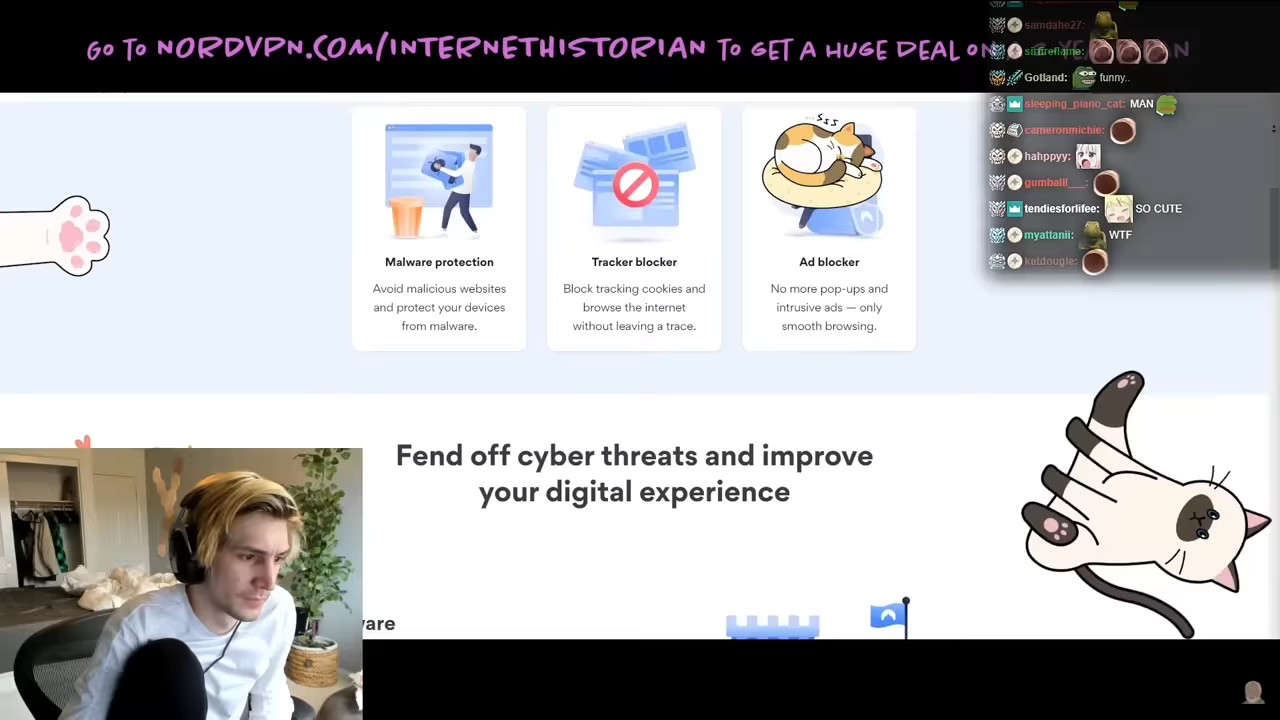 GO TO NORDVPN.COM/INTERNETHISTORIAN TO GET A HUGE DEAL ON
samdahe27:
Gotland: funny..
sleeping_piano_cat: MAN
cameronmichie:
hahppyy:
gumballl___:
tendiesforlifee: SO CUTE
myattanii: WTF
ketdougie:
Malware protection
Avoid malicious websites
and protect your devices
from malware.
Tracker blocker
Block tracking cookies and
browse the internet
without leaving a trace.
...SZS
Ad blocker
No more pop-ups and
intrusive ads — only
smooth browsing.
Fend off cyber threats and improve
your digital experience